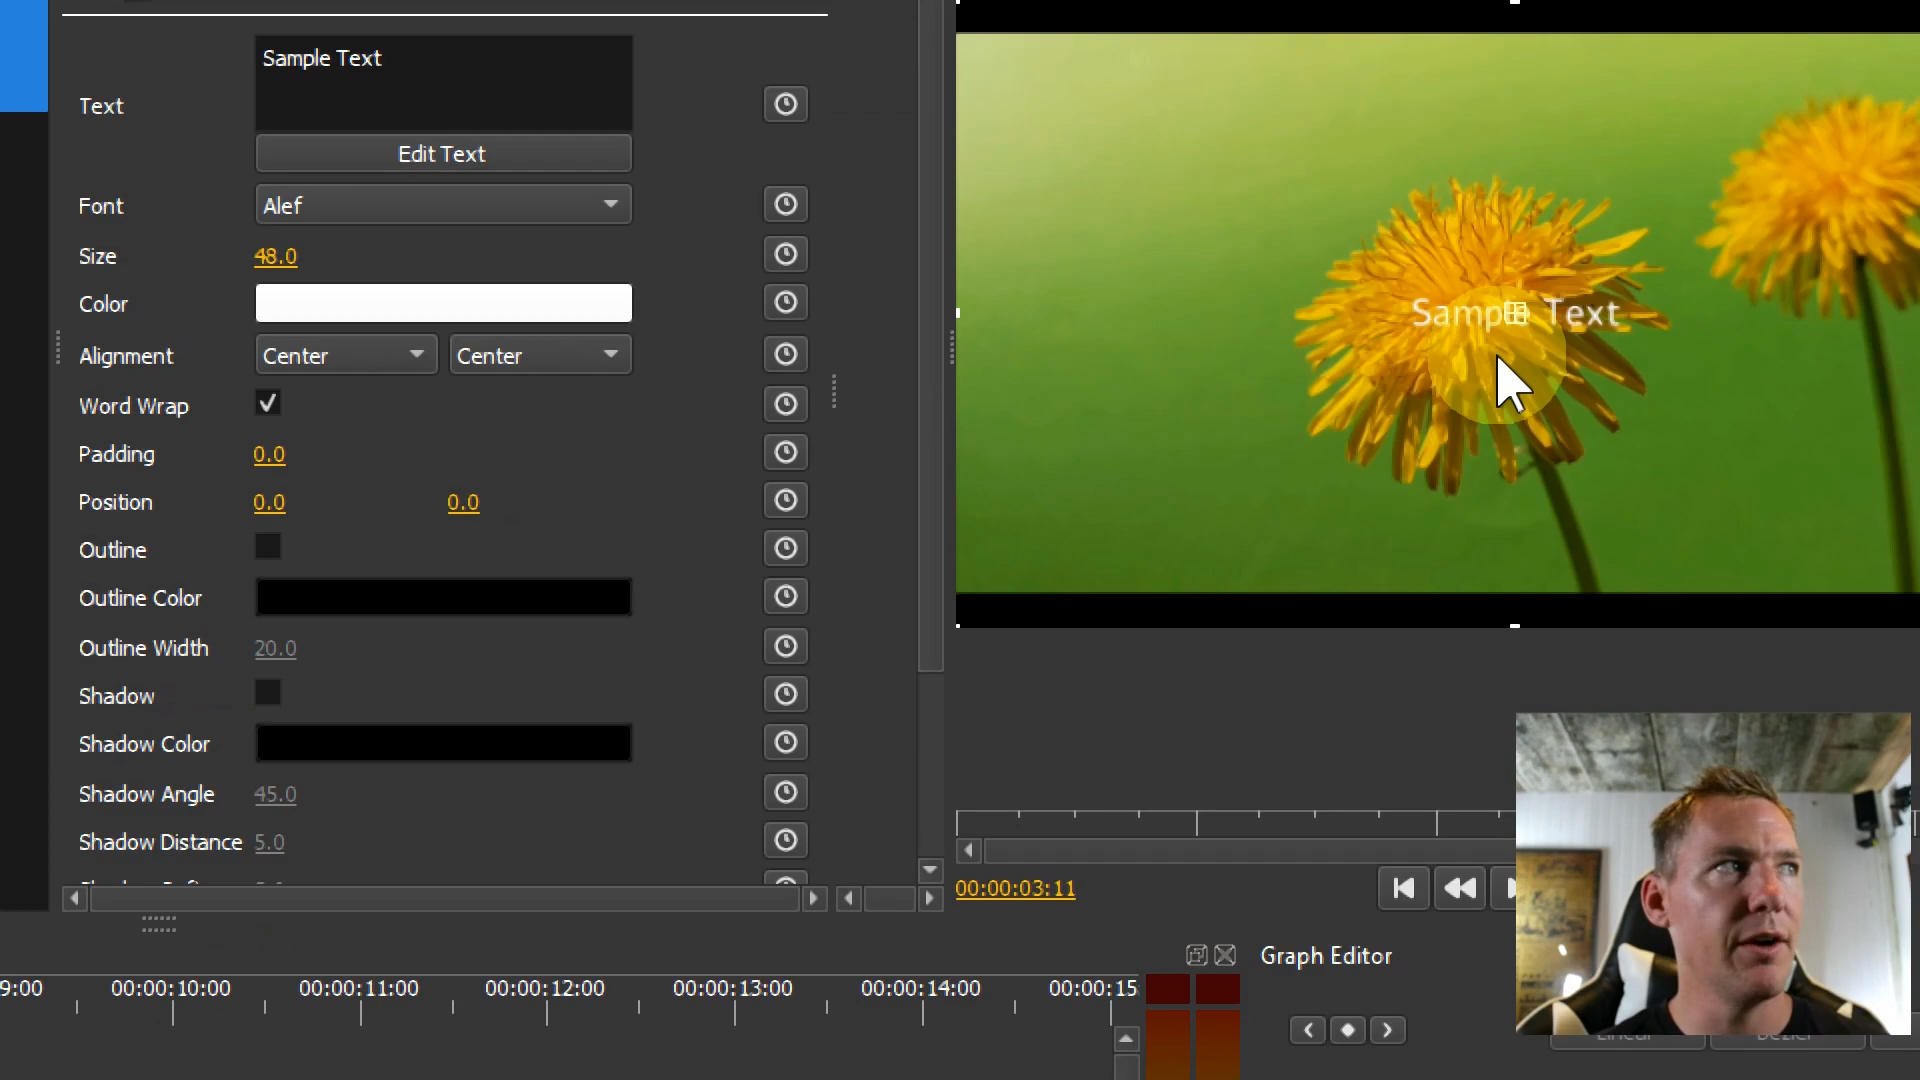 Sample Text
Text
Edit Text
Font Alef
Size 48.0
Color
Alignment Center Center
Word Wrap
Padding 0.0
Position 0.0 0.0
Outline
Outline Color
Outline Width 20.0
Shadow
Shadow Color
Shadow Angle 45.0
Shadow Distance 5.0
Sample Text
00:00:03:11
Graph Editor
9:00 00:00:10:00 00:00:11:00 00:00:12:00 00:00:13:00 00:00:14:00 00:00:15
Linear Bezier